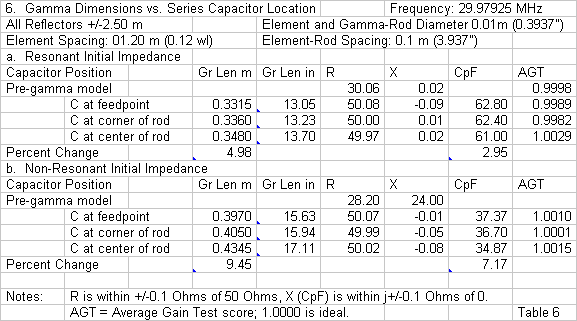 6. Gamma Dimensions vs. Series Capacitor Location Frequency: 29.97925 MHz
All Reflectors +/-2.50 m Element and Gamma-Rod Diameter 0.01m (0.3937")
Element Spacing: 01.20 m (0.12 wl) Element-Rod Spacing: 0.1 m (3.937")
a. Resonant Initial Impedance
Capacitor Position Gr Len m Gr Len in R X CpF AGT
Pre-gamma model 30.06 0.02 0.9998
C at feedpoint 0.3315 13.05 50.08 -0.09 62.80 0.9989
C at corner of rod 0.3360 13.23 50.00 0.01 62.40 0.9982
C at center of rod 0.3480 13.70 49.97 0.02 61.00 1.0029
Percent Change 4.98 2.95
b. Non-Resonant Initial Impedance
Capacitor Position Gr Len m Gr Len in R X CpF AGT
Pre-gamma model 28.20 24.00
C at feedpoint 0.3970 15.63 50.07 -0.01 37.37 1.0010
C at corner of rod 0.4050 15.94 49.99 -0.05 36.70 1.0001
C at center of rod 0.4345 17.11 50.02 -0.08 34.87 1.0015
Percent Change 9.45 7.17
Notes: R is within +/-0.1 Ohms of 50 Ohms, X (CpF) is within j+/-0.1 Ohms of 0.
AGT = Average Gain Test score; 1.0000 is ideal. Table 6